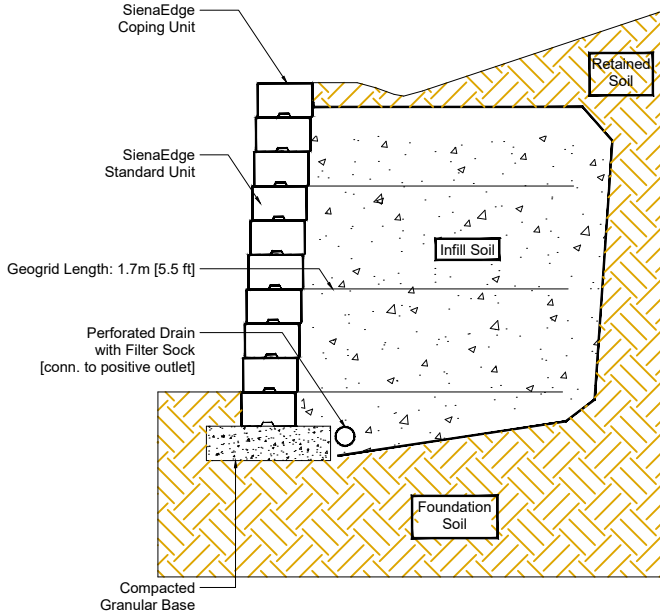 SienaEdge
Coping Unit
Retained
Soil
SienaEdge
Standard Unit
Infill Soil
Geogrid Length: 1.7m [5.5 ft]
Perforated Drain
with Filter Sock
[conn. to positive outlet]
Foundation
Soil
Compacted
Granular Base